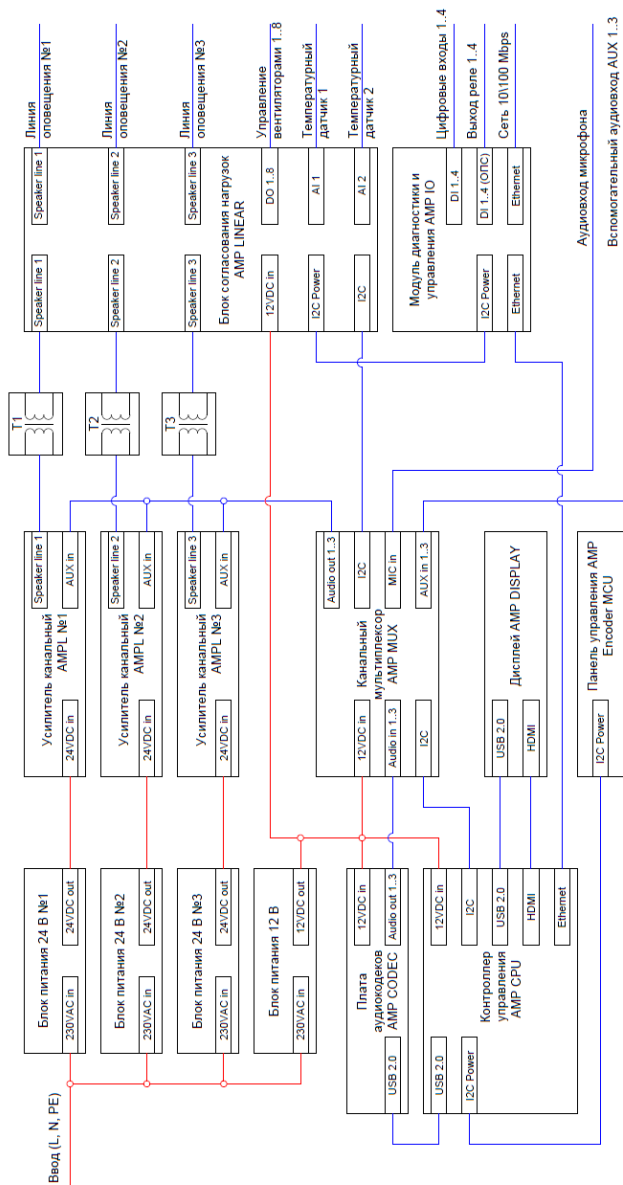 Ввод (L, N, PE)
Блок питания 24 В №1
230VAC in
24VDC out
Блок питания 24 В №2
230VAC in
24VDC out
Блок питания 24 В №3
230VAC in
24VDC out
Блок питания 12 В
230VAC in
12VDC out
Усилитель канальный
AMPL №1
24VDC in
Speaker line 1
AUX in
Усилитель канальный
AMPL №2
24VDC in
Speaker line 2
AUX in
Усилитель канальный
AMPL №3
24VDC in
Speaker line 3
AUX in
T1
T2
T3
Speaker line 1
Speaker line 1
Speaker line 2
Speaker line 2
Speaker line 3
Speaker line 3
Блок согласования нагрузок
AMP LINEAR
12VDC in
DO 1..8
I2C Power
AI 1
I2C
AI 2
Линия
оповещения №1
Линия
оповещения №2
Линия
оповещения №3
Управление
вентиляторами 1..8
Температурный
датчик 1
Температурный
датчик 2
Плата
аудиокодеков
AMP CODEC
USB 2.0
12VDC in
Audio out 1..3
Контроллер
управления
AMP CPU
USB 2.0
I2C Power
12VDC in
I2C
USB 2.0
HDMI
Ethernet
Канальный
мультиплексор
AMP MUX
12VDC in
Audio in 1..3
I2C
Audio out 1..3
I2C
MIC in
AUX in 1..3
Дисплей AMP DISPLAY
USB 2.0
HDMI
Панель управления AMP
Encoder MCU
I2C Power
Модуль диагностики и
управления AMP IO
DI 1..4
I2C Power
DI 1..4 (ОПС)
Ethernet
Ethernet
Цифровые входы 1..4
Выход реле 1..4
Сеть 10\100 Mbps
Аудиовход микрофона
Вспомогательный аудиовход AUX 1..3